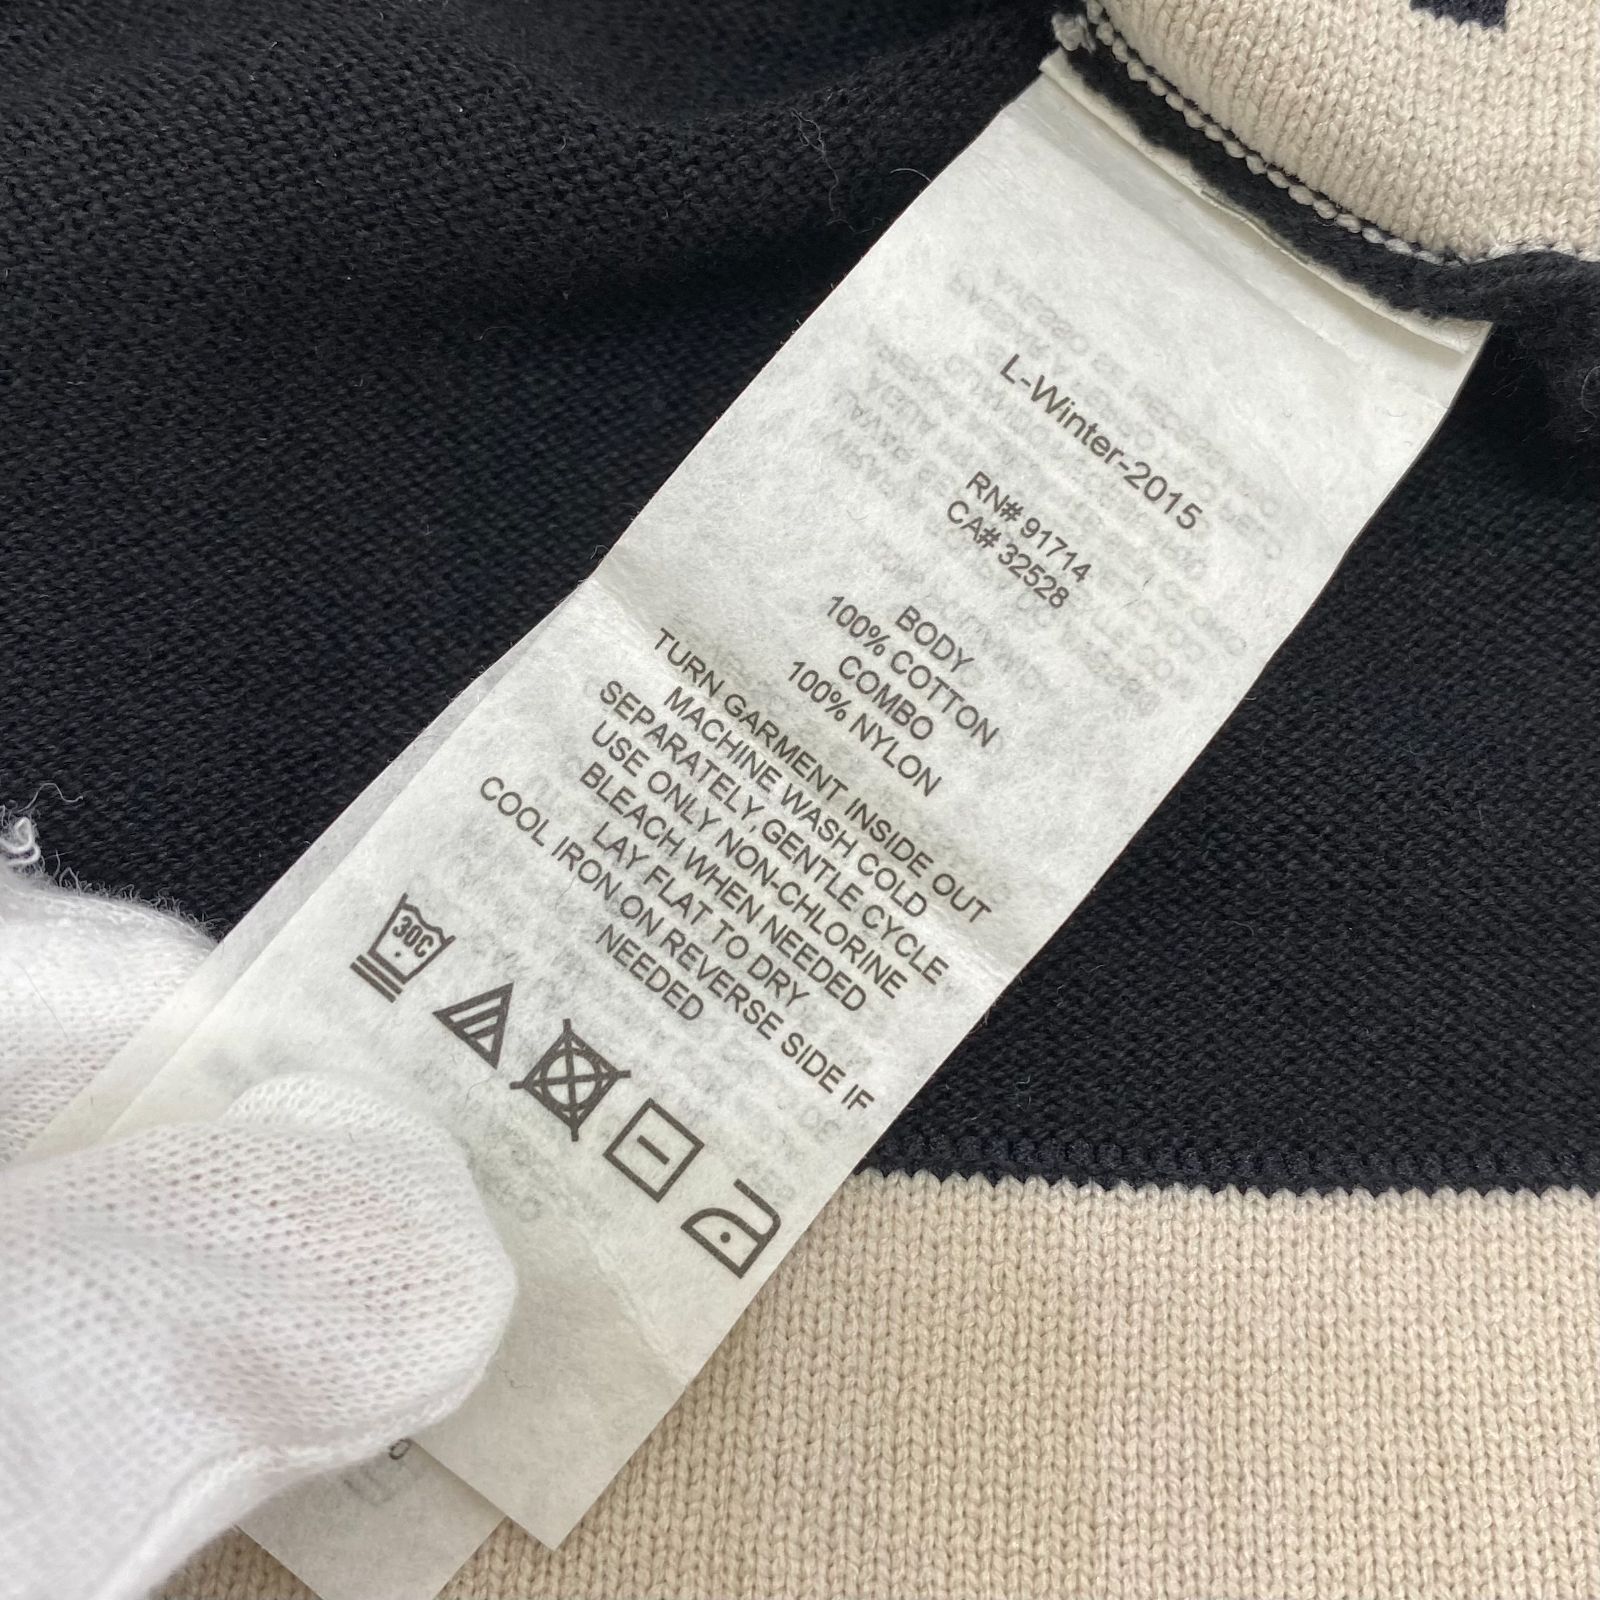 L-Winter-2015
RN# 91714
CA# 32528
BODY
100% COTTON
COMBO
100% NYLON
TURN GARMENT INSIDE OUT
MACHINE WASH COLD
SEPARATELY, GENTLE CYCLE
USE ONLY NON-CHLORINE
BLEACH WHEN NEEDED
LAY FLAT TO DRY
COOL IRON ON REVERSE SIDE IF
NEEDED
30C